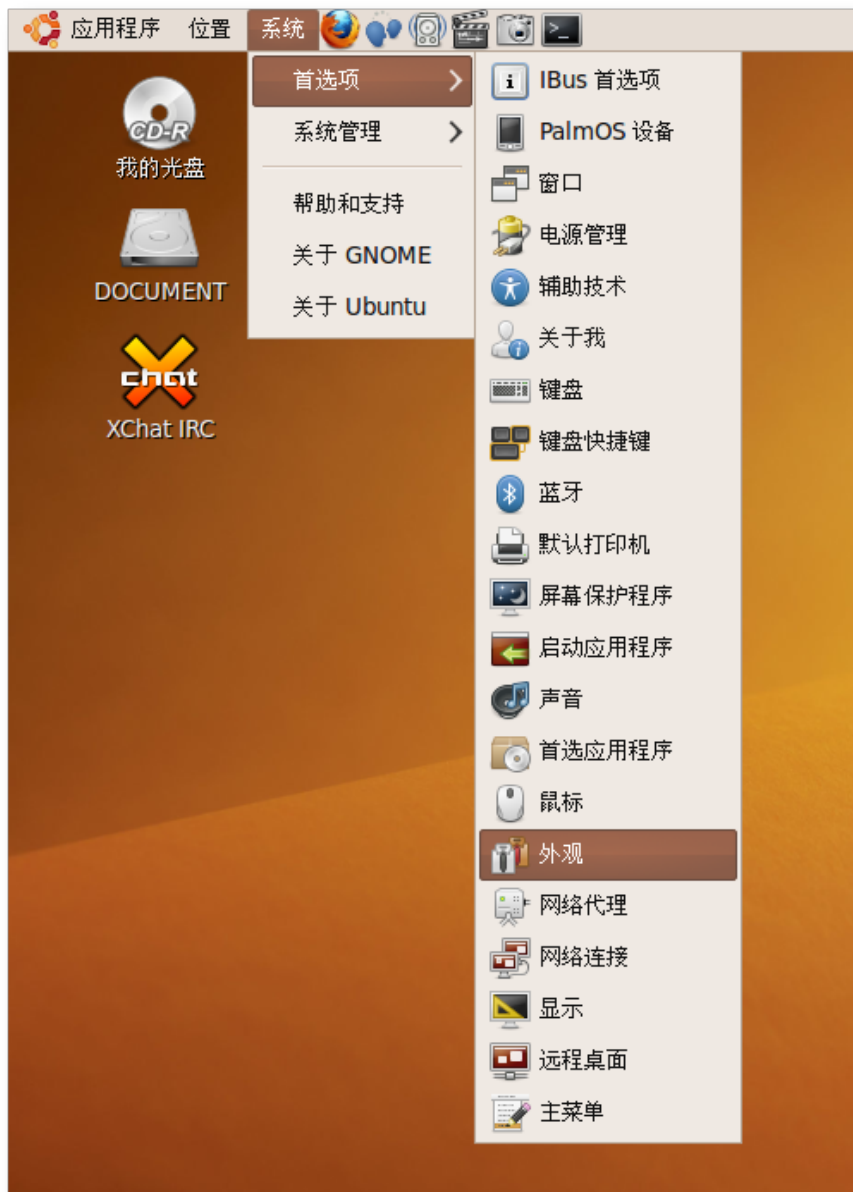 应用程序 位置 系统
CD-R
我的光盘
DOCUMENT
chat
XChat IRC
首选项
系统管理
帮助和支持
关于 GNOME
关于 Ubuntu
IBus 首选项
PalmOS 设备
窗口
电源管理
辅助技术
关于我
键盘
键盘快捷键
蓝牙
默认打印机
屏幕保护程序
启动应用程序
声音
首选应用程序
鼠标
外观
网络代理
网络连接
显示
远程桌面
主菜单